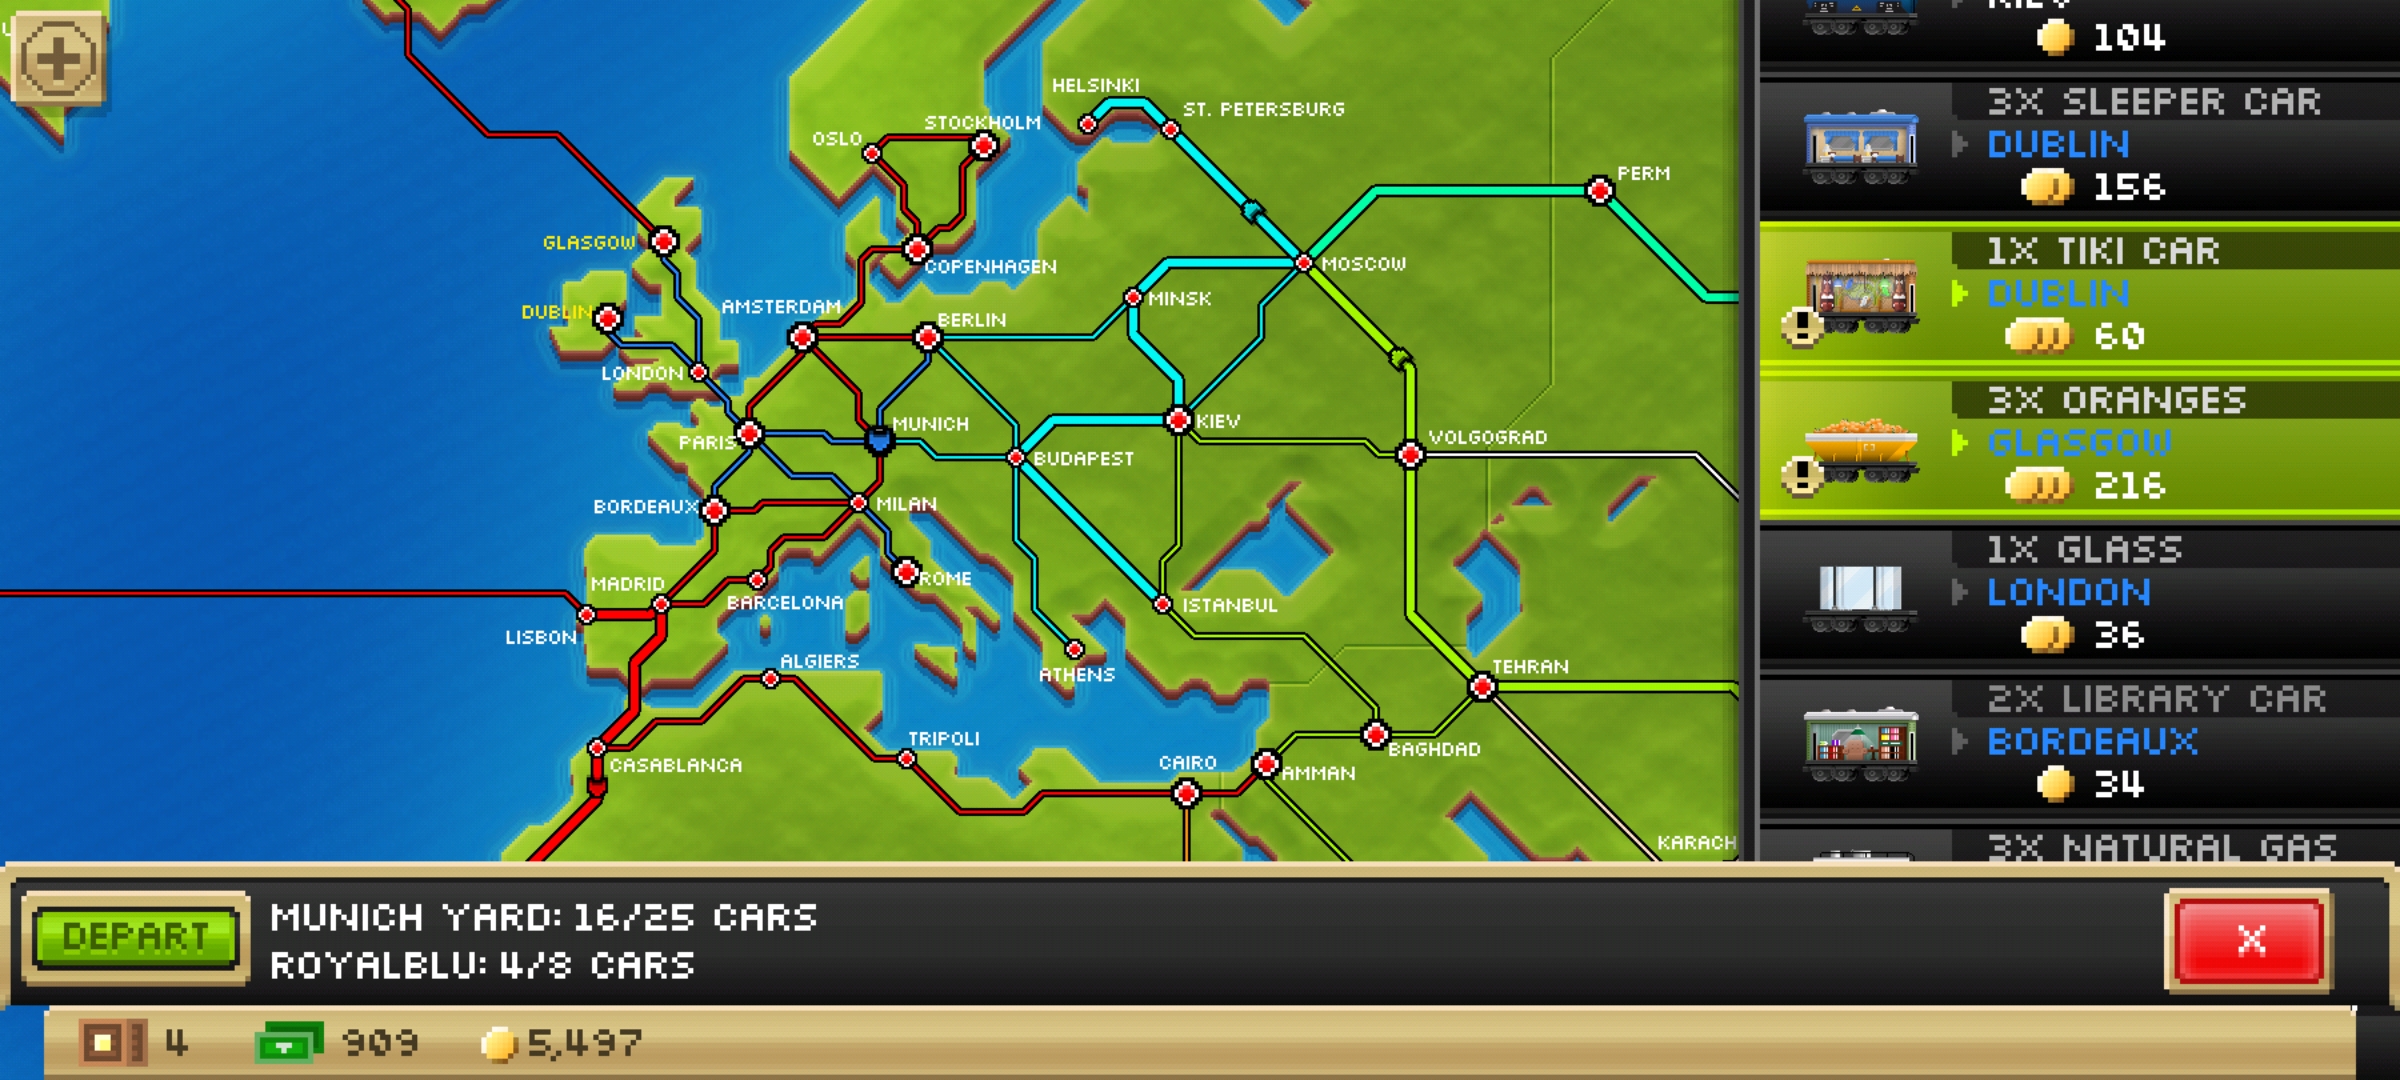 HELSINKI
ST. PETERSBURG
STOCKHOLM
OSLO
PERM
GLASGOW
COPENHAGEN
MOSCOW
MINSK
DUBLIN
AMSTERDAM
BERLIN
LONDON
MUNICH
KIEV
PARIS
BUDAPEST
VOLGOGRAD
BORDEAUX
MILAN
MADRID
ROME
BARCELONA
ISTANBUL
LISBON
ALGIERS
ATHENS
TEHRAN
TRIPOLI
CASABLANCA
CAIRO
AMMAN
BAGHDAD
KARACH
KIEV
104
3X SLEEPER CAR
DUBLIN
156
1X TIKI CAR
DUBLIN
60
3X ORANGES
GLASGOW
216
1X GLASS
LONDON
36
2X LIBRARY CAR
BORDEAUX
34
3X NATURAL GAS
DEPART
MUNICH YARD: 16/25 CARS
ROYALBLU: 4/8 CARS
X
4
909
5,497